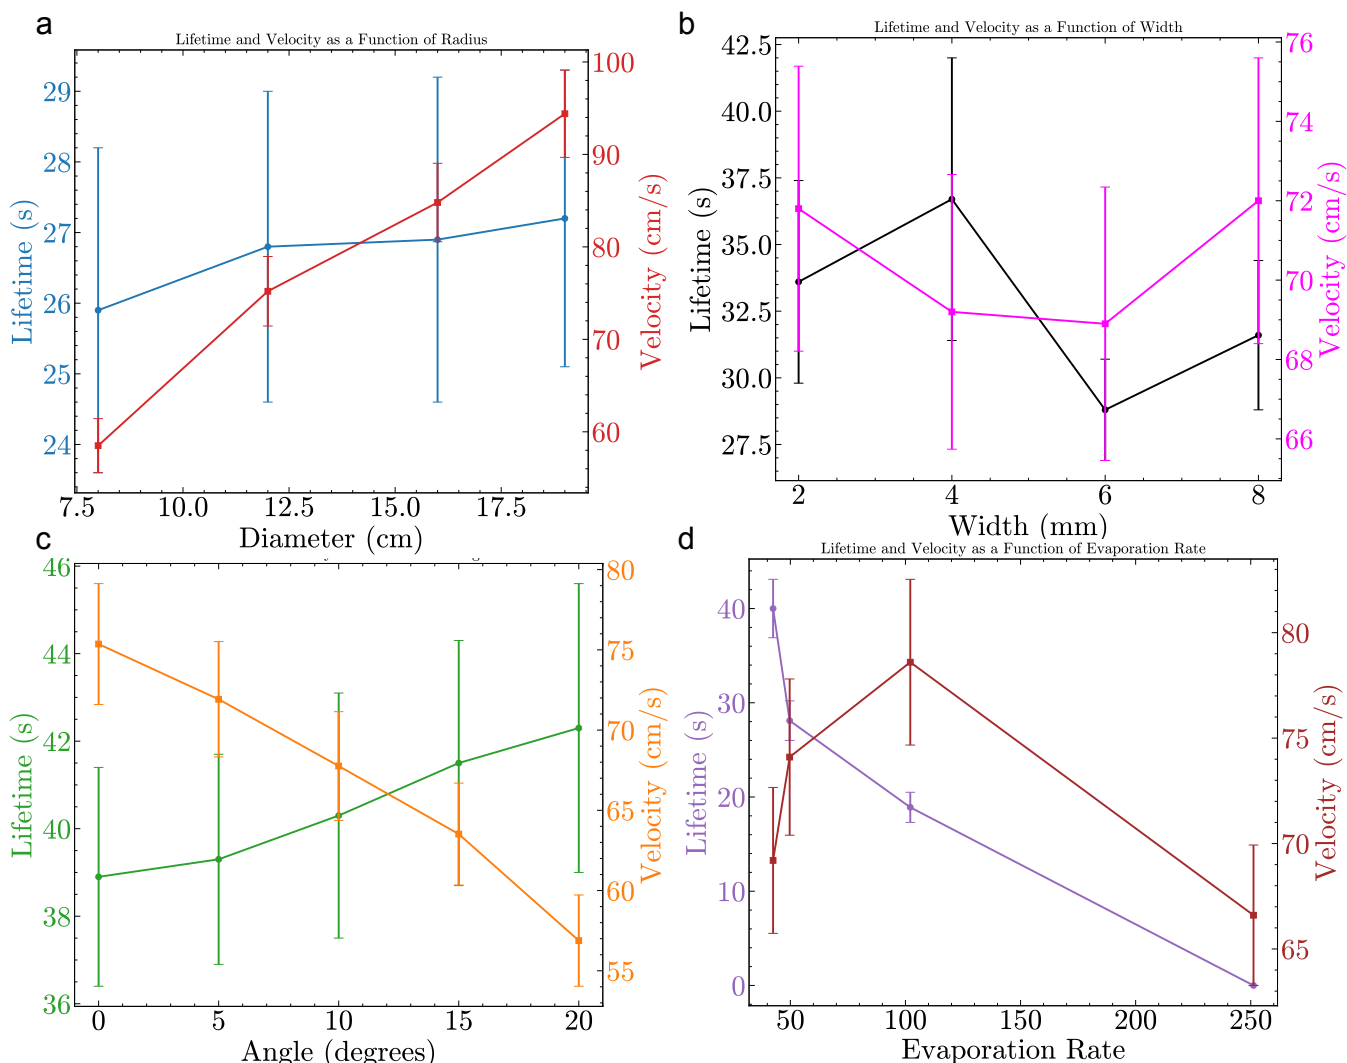 a
Lifetime and Velocity as a Function of Radius
29
28
27
26
25
24
Lifetime (s)
100
90
80
70
60
Velocity (cm/s)
7.5 10.0 12.5 15.0 17.5
Diameter (cm)
b
Lifetime and Velocity as a Function of Width
42.5
40.0
37.5
35.0
32.5
30.0
27.5
Lifetime (s)
76
74
72
70
68
66
Velocity (cm/s)
2 4 6 8
Width (mm)
c
46
44
42
40
38
36
Lifetime (s)
80
75
70
65
60
55
Velocity (cm/s)
0 5 10 15 20
Angle (degrees)
d
Lifetime and Velocity as a Function of Evaporation Rate
40
30
20
10
0
Lifetime (s)
80
75
70
65
Velocity (cm/s)
50 100 150 200 250
Evaporation Rate